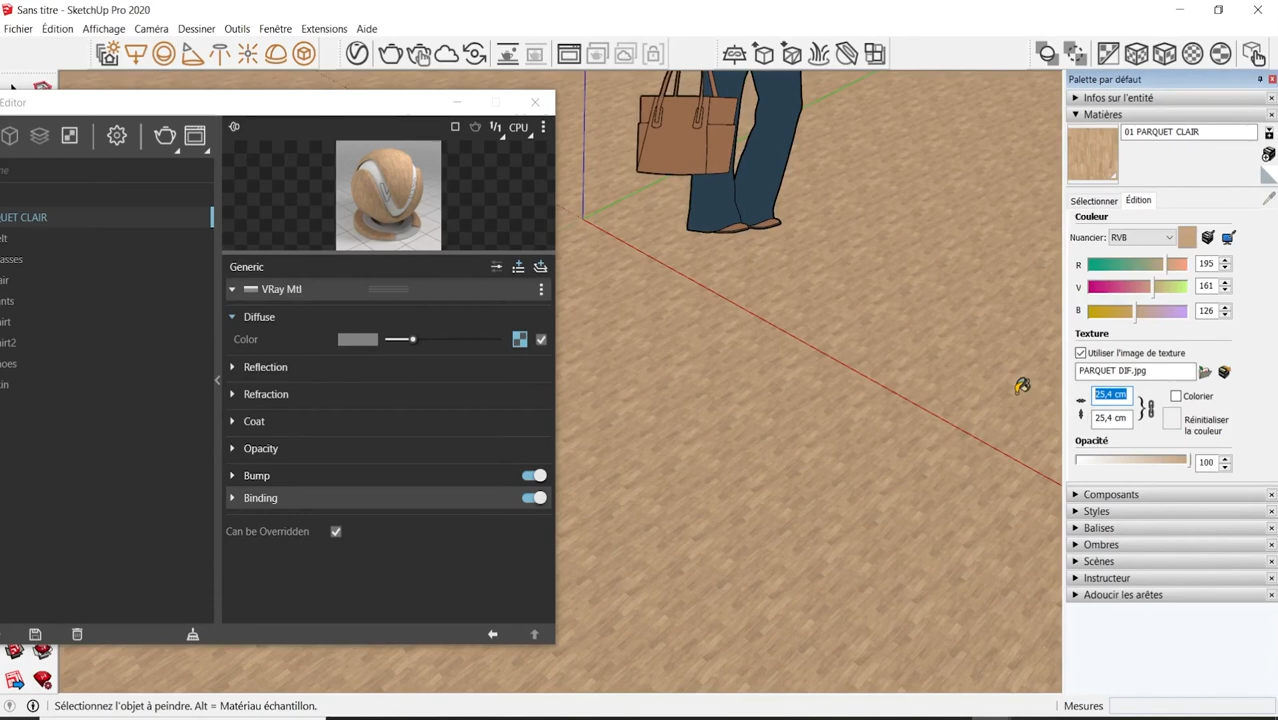 Sans titre - SketchUp Pro 2020
Fichier Édition Affichage Caméra Dessiner Outils Fenêtre Extensions Aide
Palette par défaut
Infos sur l'entité
Matières
01 PARQUET CLAIR
Sélectionner Édition
Couleur
Nuancier: RVB
R 195
V 161
B 126
Texture
Utiliser l'image de texture
PARQUET DIF.jpg
25,4 cm Colorier
25,4 cm Réinitialiser
la couleur
Opacité
100
Composants
Styles
Balises
Ombres
Scènes
Instructeur
Adoucir les arêtes
Editor
1/1 CPU
UET CLAIR
Generic
VRay Mtl
Diffuse
Color
Reflection
Refraction
Coat
Opacity
Bump
Binding
Can be Overridden
Sélectionnez l'objet à peindre. Alt = Matériau échantillon.
Mesures